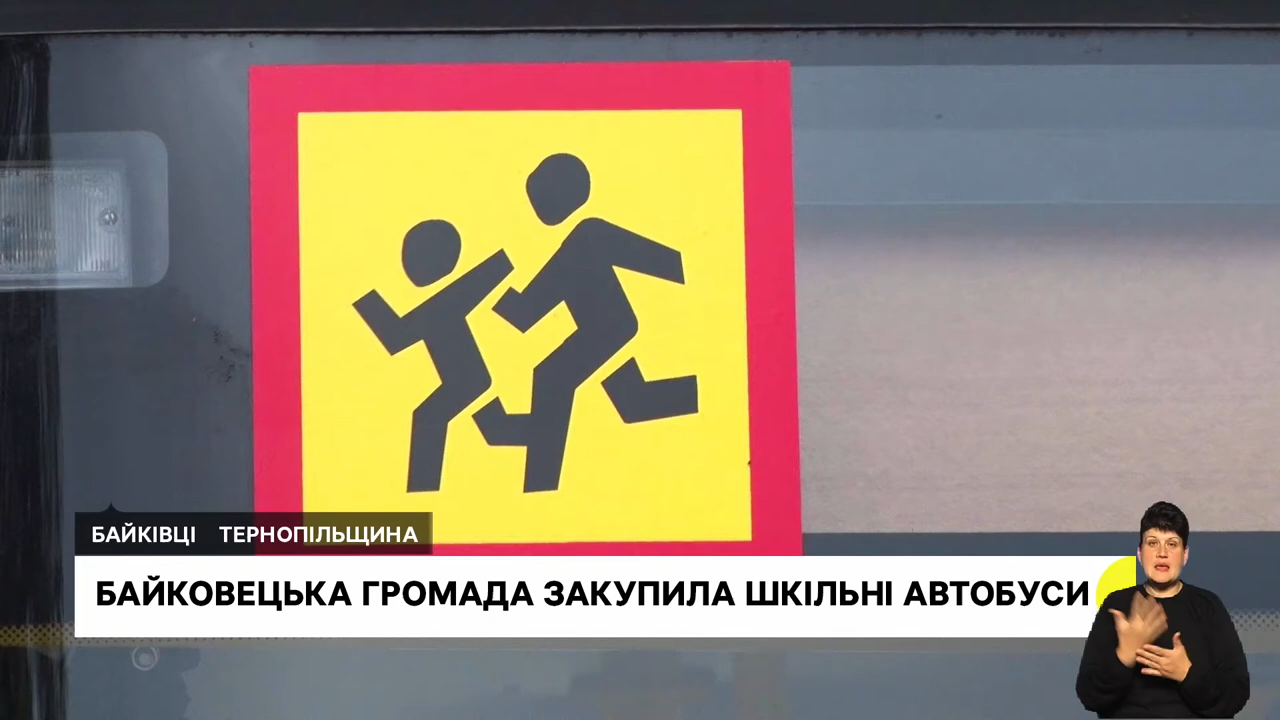 БАЙКІВЦІ ТЕРНОПІЛЬЩИНА
БАЙКОВЕЦЬКА ГРОМАДА ЗАКУПИЛА ШКІЛЬНІ АВТОБУСИ